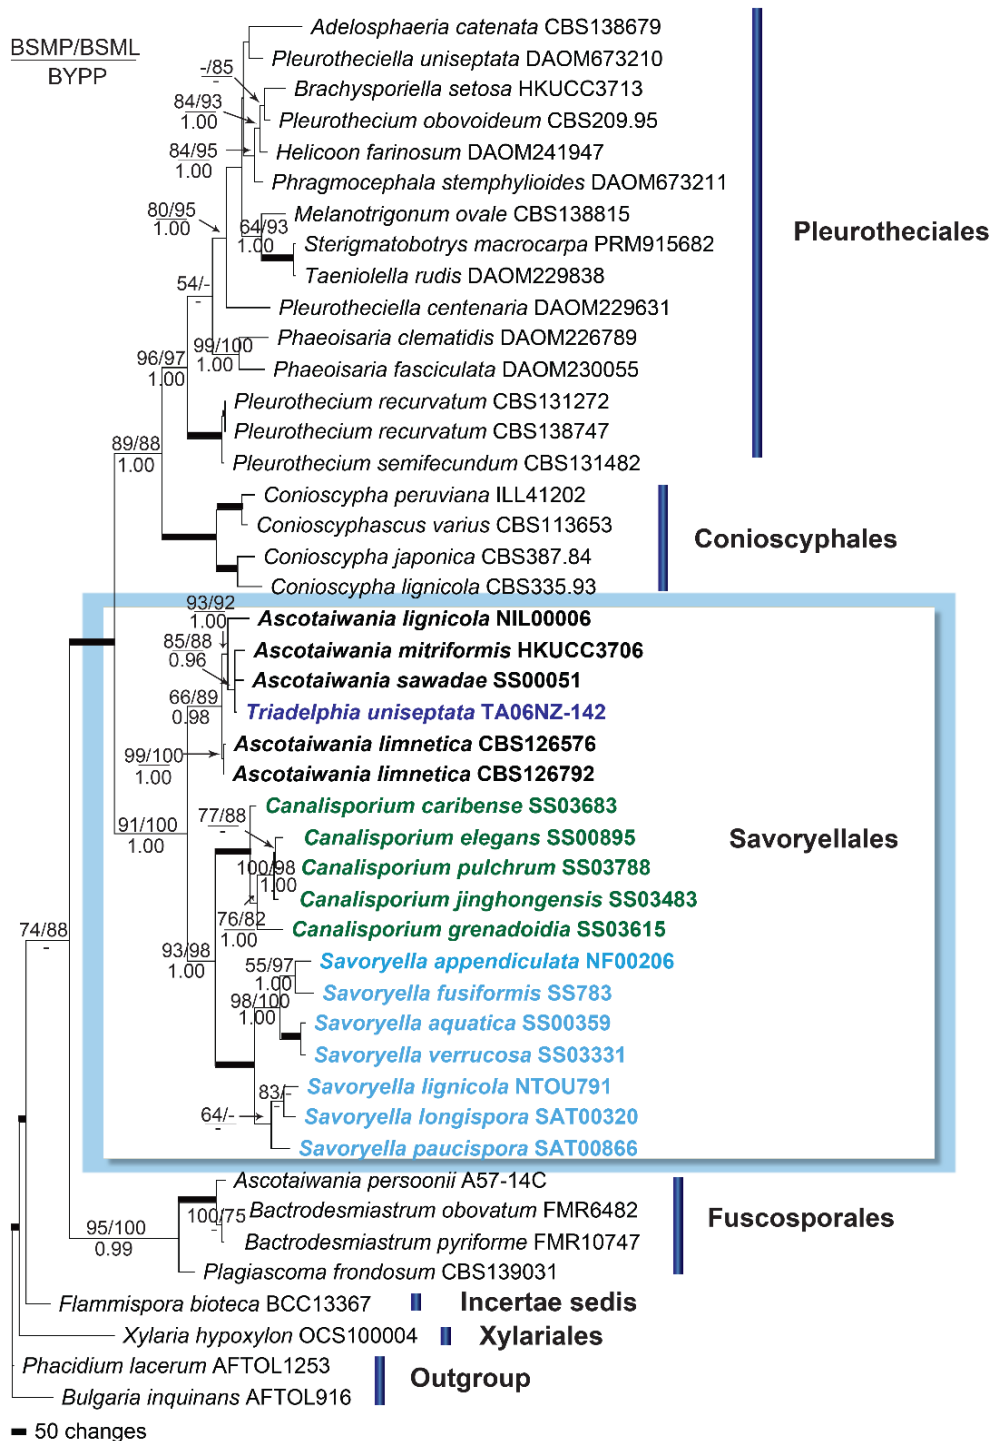 Adelosphaeria catenata CBS138679
BSMP/BSML
BYPP
Pleurotheciella uniseptata DAOM673210
-/85
-
Brachysporiella setosa HKUCC3713
84/93
1.00
Pleurothecium obovoideum CBS209.95
84/95
1.00
Helicoon farinosum DAOM241947
Phragmocephala stemphylioides DAOM673211
80/95
1.00
Melanotrigonum ovale CBS138815
64/93
1.00
Pleurotheciales
Sterigmatobotrys macrocarpa PRM915682
Taeniolella rudis DAOM229838
54/-
-
Pleurotheciella centenaria DAOM229631
Phaeoisaria clematidis DAOM226789
99/100
1.00
96/97
1.00
Phaeoisaria fasciculata DAOM230055
Pleurothecium recurvatum CBS131272
Pleurothecium recurvatum CBS138747
89/88
1.00
Pleurothecium semifecundum CBS131482
Conioscypha peruviana ILL41202
Conioscyphascus varius CBS113653
Conioscyphales
Conioscypha japonica CBS387.84
Conioscypha lignicola CBS335.93
93/92
1.00
Ascotaiwania lignicola NIL00006
85/88
0.96
Ascotaiwania mitriformis HKUCC3706
Ascotaiwania sawadae SS00051
66/89
0.98
Triadelphia uniseptata TA06NZ-142
Ascotaiwania limnetica CBS126576
99/100
1.00
Ascotaiwania limnetica CBS126792
Canalisporium caribense SS03683
77/88
-
91/100
1.00
Canalisporium elegans SS00895
Savoryellales
100/98
1.00
Canalisporium pulchrum SS03788
Canalisporium jinghongensis SS03483
76/82
1.00
Canalisporium grenadoidia SS03615
74/88
-
93/98
1.00
Savoryella appendiculata NF00206
55/97
1.00
Savoryella fusiformis SS783
98/100
1.00
Savoryella aquatica SS00359
Savoryella verrucosa SS03331
Savoryella lignicola NTOU791
83/-
-
64/-
-
Savoryella longispora SAT00320
Savoryella paucispora SAT00866
Ascotaiwania persoonii A57-14C
Bactrodesmiastrum obovatum FMR6482
100/75
-
Fuscosporales
95/100
0.99
Bactrodesmiastrum pyriforme FMR10747
Plagiascoma frondosum CBS139031
Flammispora bioteca BCC13367
Incertae sedis
Xylaria hypoxylon OCS100004
Xylariales
Phacidium lacerum AFTOL1253
Outgroup
Bulgaria inquinans AFTOL916
50 changes